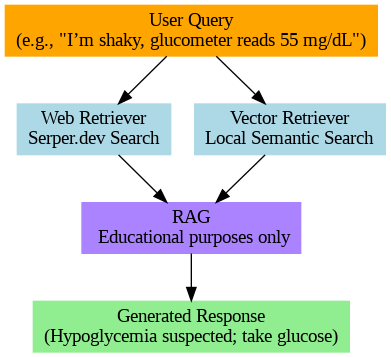 User Query
(e.g., "I’m shaky, glucometer reads 55 mg/dL")
Web Retriever
Serper.dev Search
Vector Retriever
Local Semantic Search
RAG
Educational purposes only
Generated Response
(Hypoglycemia suspected; take glucose)